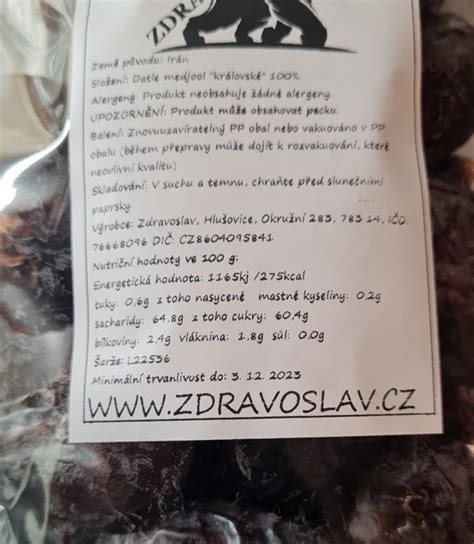 ZDRA
Země původu: Irán
Složení: Datle medjool "královské" 100%.
Alergeny: Produkt neobsahuje žádné alergeny.
UPOZORNĚNÍ: Produkt může obsahovat pecku.
Balení: Znovuuzavíratelný PP obal nebo vakuováno v PP
obalu (během přepravy může dojít k rozvakuování, které
neovlivní kvalitu)
Skladování: V suchu a temnu, chraňte před slunečními
paprsky.
Výrobce: Zdravoslav, Hlušovice, Okružní 283, 783 14, IČO:
76668096 DIČ: CZ8604095841
Nutriční hodnoty ve 100 g:
Energetická hodnota: 1165kj /275kcal
tuky: 0,6g z toho nasycené mastné kyseliny: 0,2g
sacharidy: 64,8g z toho cukry: 60,4g
bílkoviny: 2,4g vláknina: 1,8g sůl: 0,0g
Šarže: L22536
Minimální trvanlivost do: 3. 12. 2023
WWW.ZDRAVOSLAV.CZ